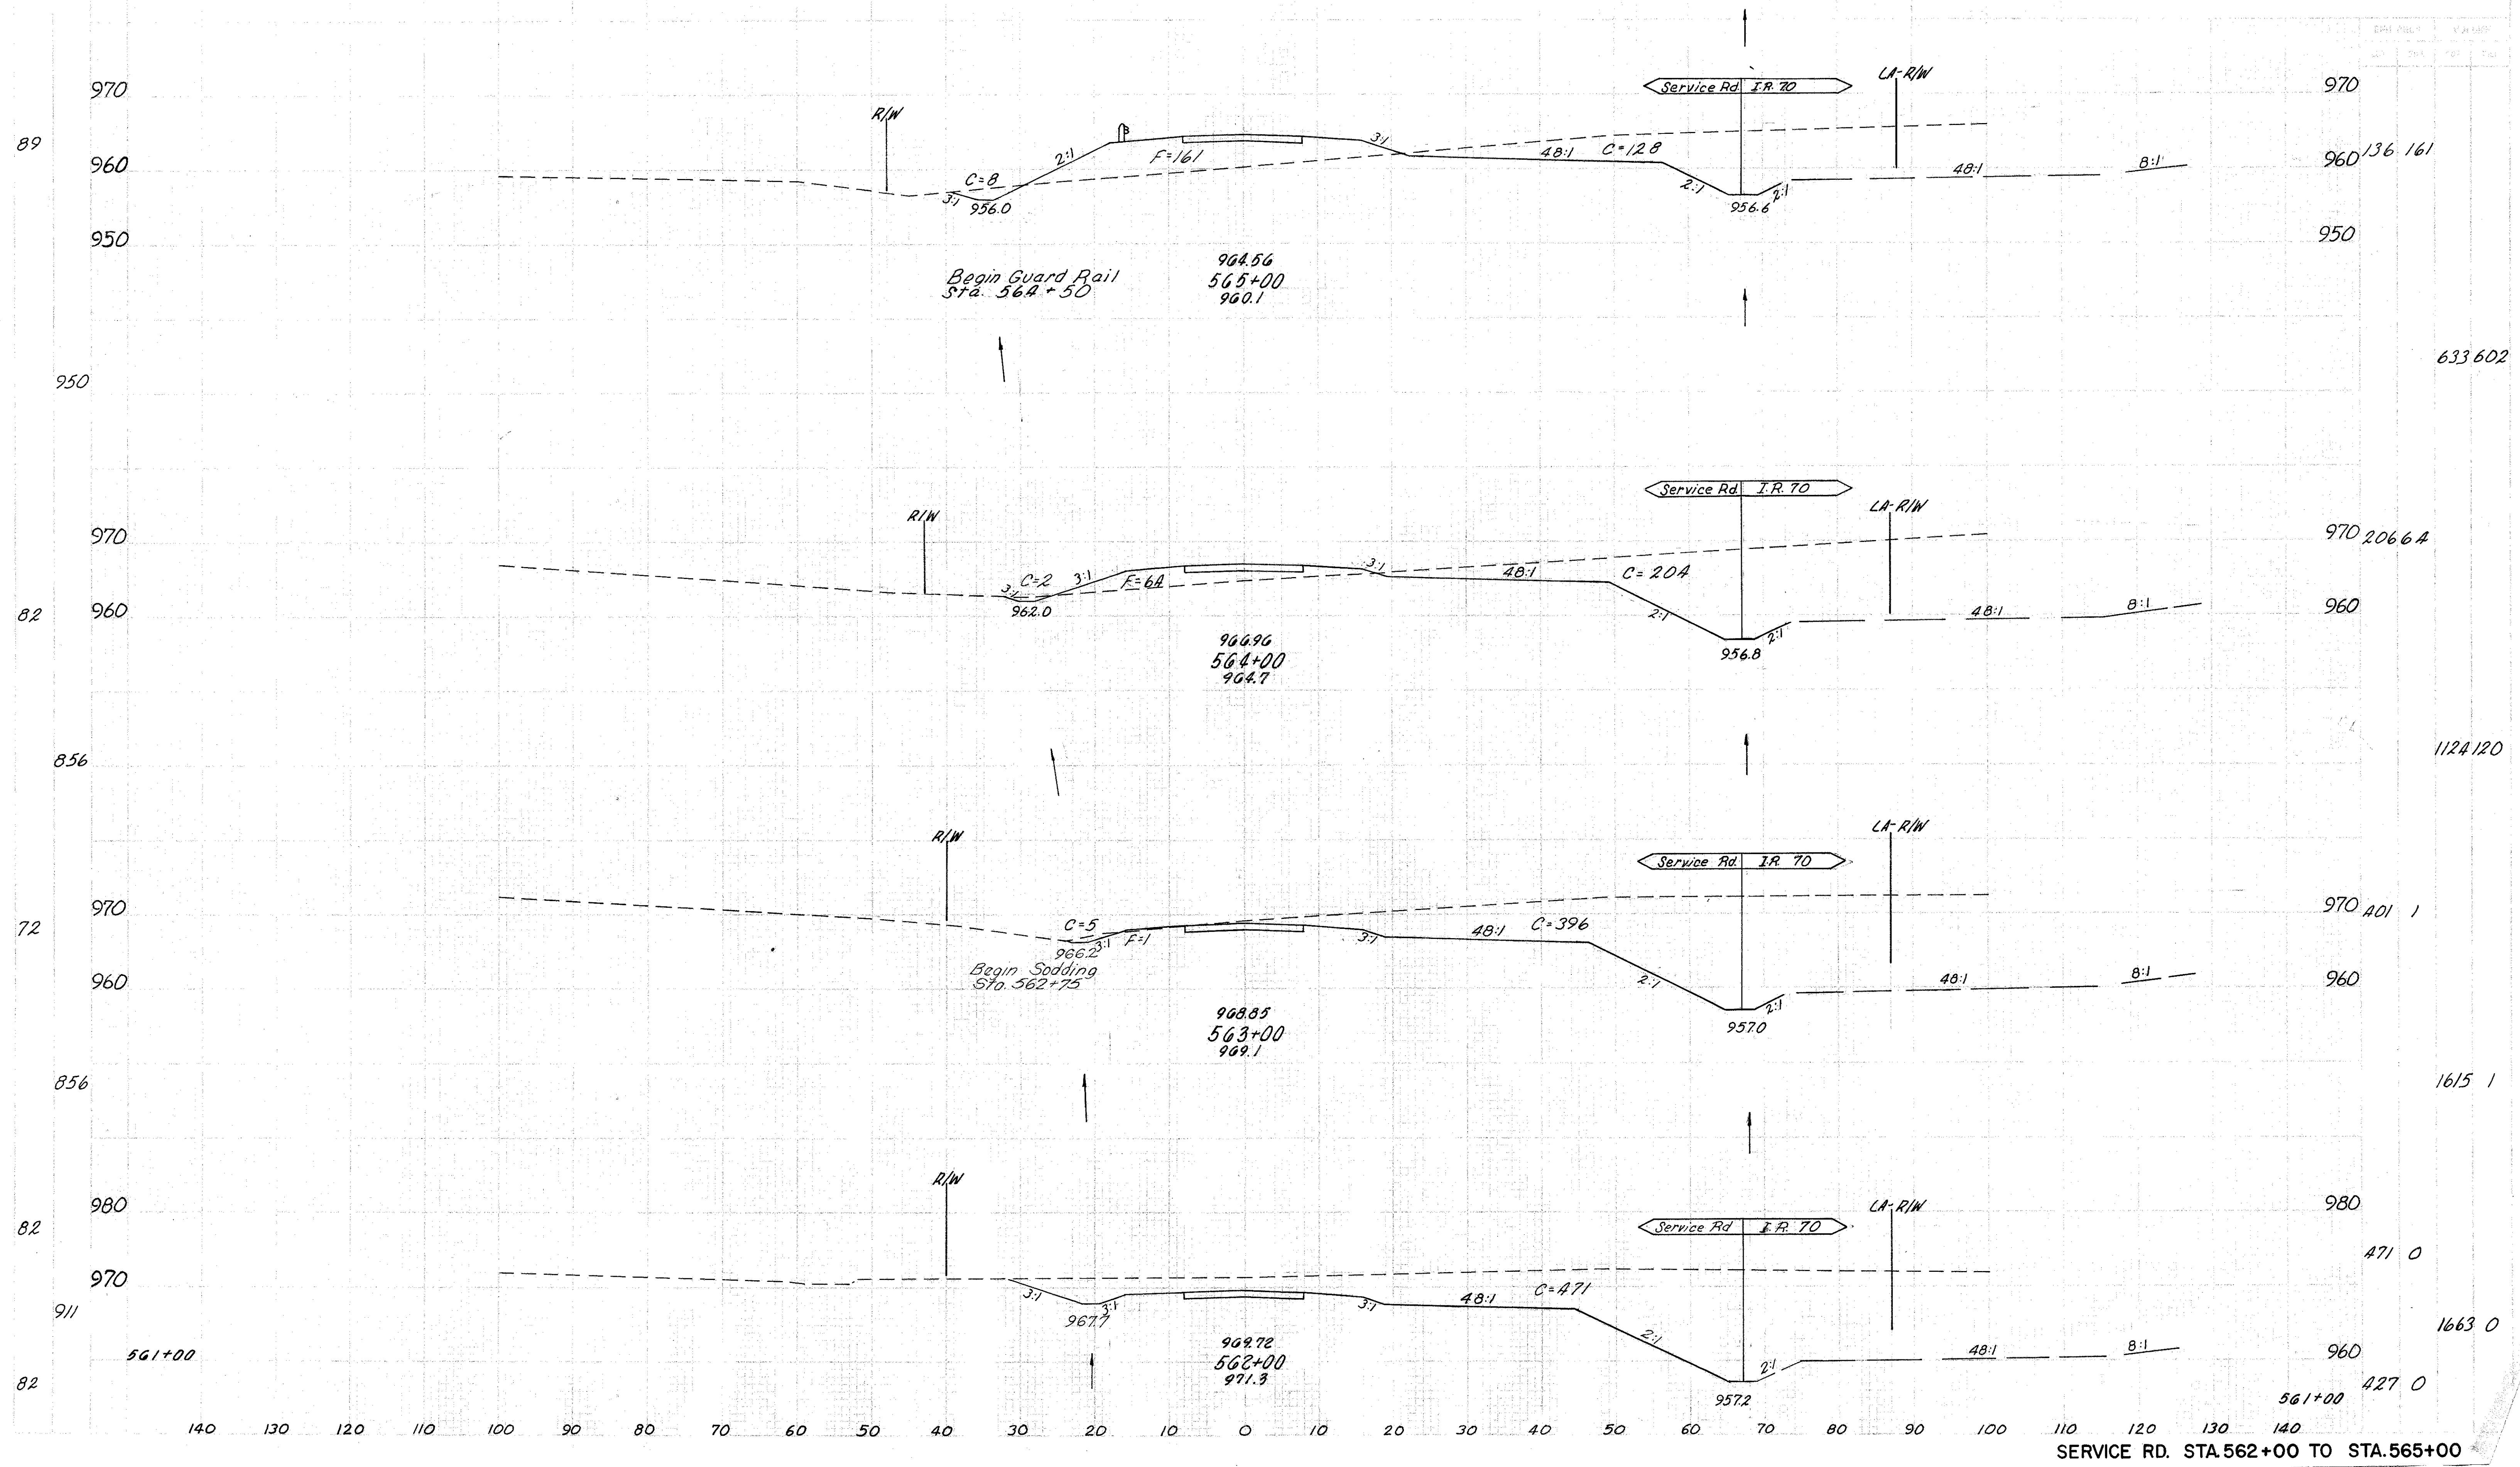 970 970
R/W Service Rd. I.R. 70 LA-R/W
89 2:1 F=161 3:1 48:1 C=128 136 161
960 C=8 48:1 8:1 960
3:1 956.0 2:1 956.6 2:1
950 950
964.56
Begin Guard Rail 565+00
Sta. 564+50 960.1
633 602
950
Service Rd. I.R. 70
R/W LA-R/W
970 970 206 64
C=2 3:1 F=64 3:1 48:1 C=204
3:1 962.0
82 960 2:1 48:1 8:1 960
966.96 956.8 2:1
564+00
964.7
856 1124 120
R/W LA-R/W
Service Rd. I.R. 70
970 970 401 1
72 C=5 3:1 F=1 3:1 48:1 C=396
966.2
Begin Sodding
Sta. 562+75
960 2:1 48:1 8:1 960
968.85 957.0 2:1
563+00
969.1
856 1615 1
R/W
980 LA-R/W 980
82 Service Rd I.R. 70
471 0
970 3:1 3:1 3:1 48:1 C=471
911 967.7 1663 0
969.72 2:1 48:1 8:1
561+00 562+00 960
971.3 2:1
82 957.2 427 0
561+00
140 130 120 110 100 90 80 70 60 50 40 30 20 10 0 10 20 30 40 50 60 70 80 90 100 110 120 130 140
SERVICE RD. STA.562+00 TO STA.565+00